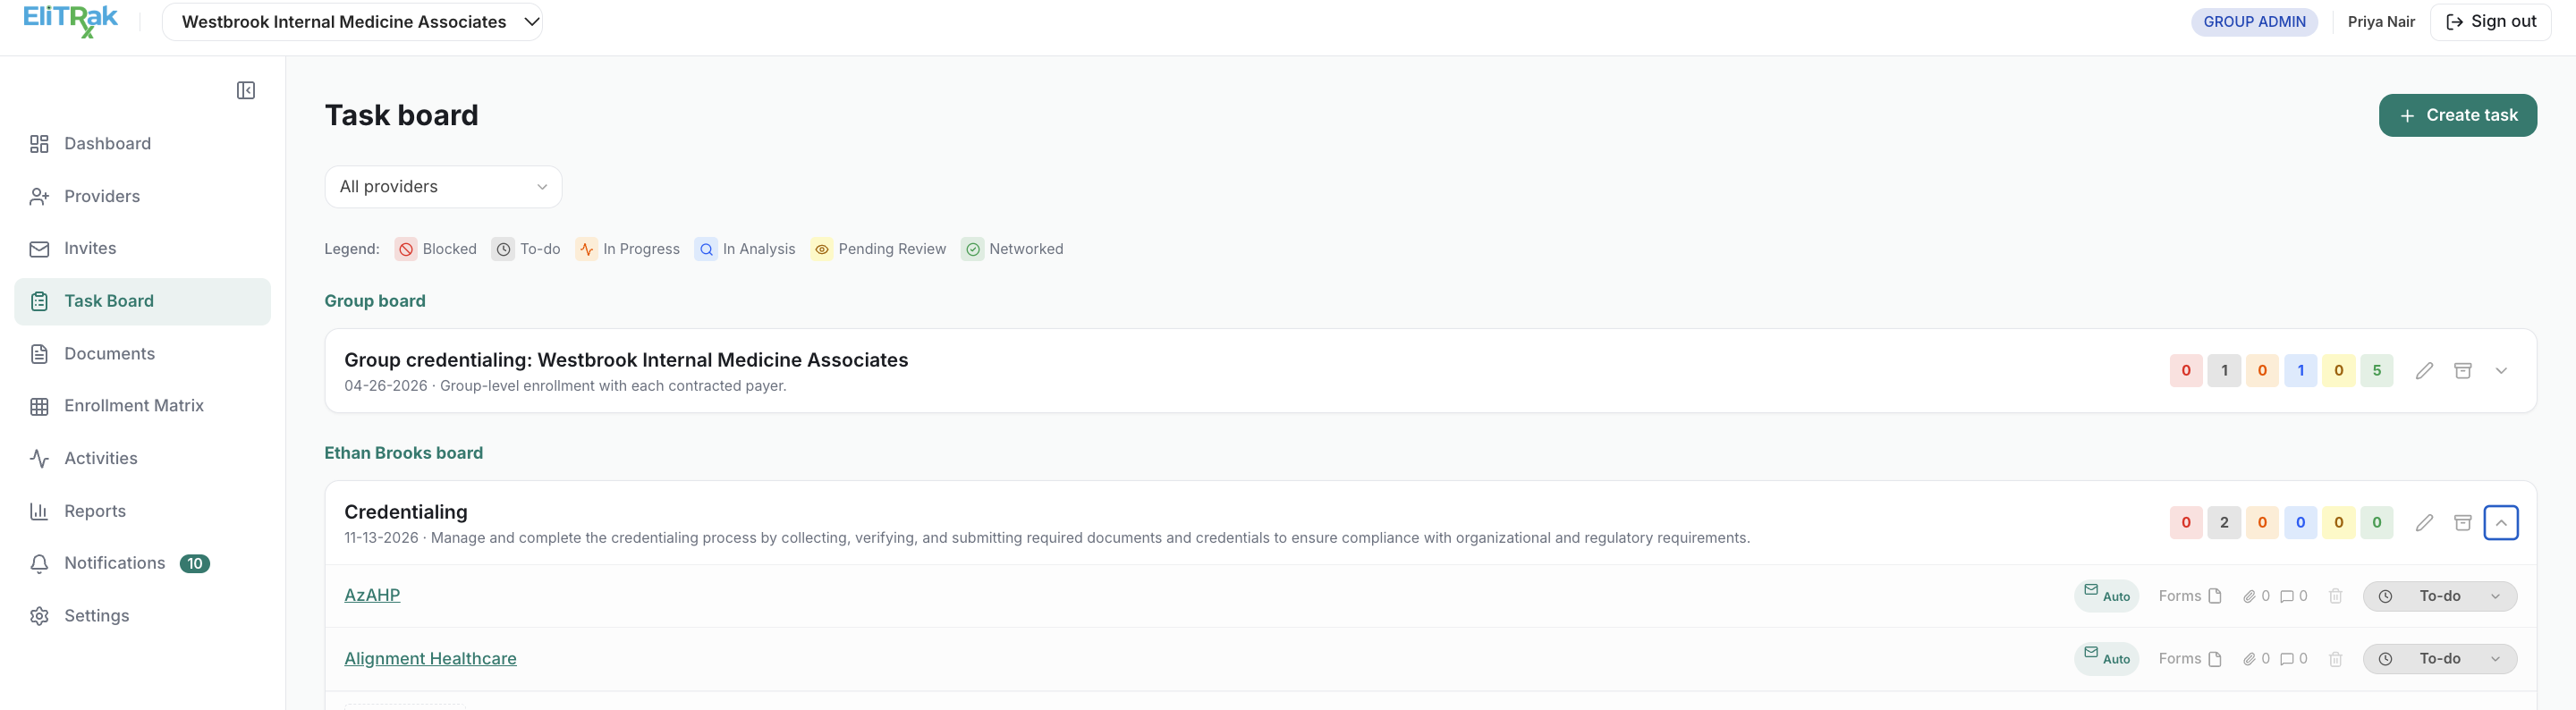 EliTRak
Rx
Westbrook Internal Medicine Associates
GROUP ADMIN
Priya Nair
Sign out
Dashboard
Providers
Invites
Task Board
Documents
Enrollment Matrix
Activities
Reports
Notifications 10
Settings
Task board
Create task
All providers
Legend: Blocked To-do In Progress In Analysis Pending Review Networked
Group board
Group credentialing: Westbrook Internal Medicine Associates
04-26-2026 · Group-level enrollment with each contracted payer.
0 1 0 1 0 5
Ethan Brooks board
Credentialing
11-13-2026 · Manage and complete the credentialing process by collecting, verifying, and submitting required documents and credentials to ensure compliance with organizational and regulatory requirements.
0 2 0 0 0 0
AzAHP Auto Forms 0 0 To-do
Alignment Healthcare Auto Forms 0 0 To-do